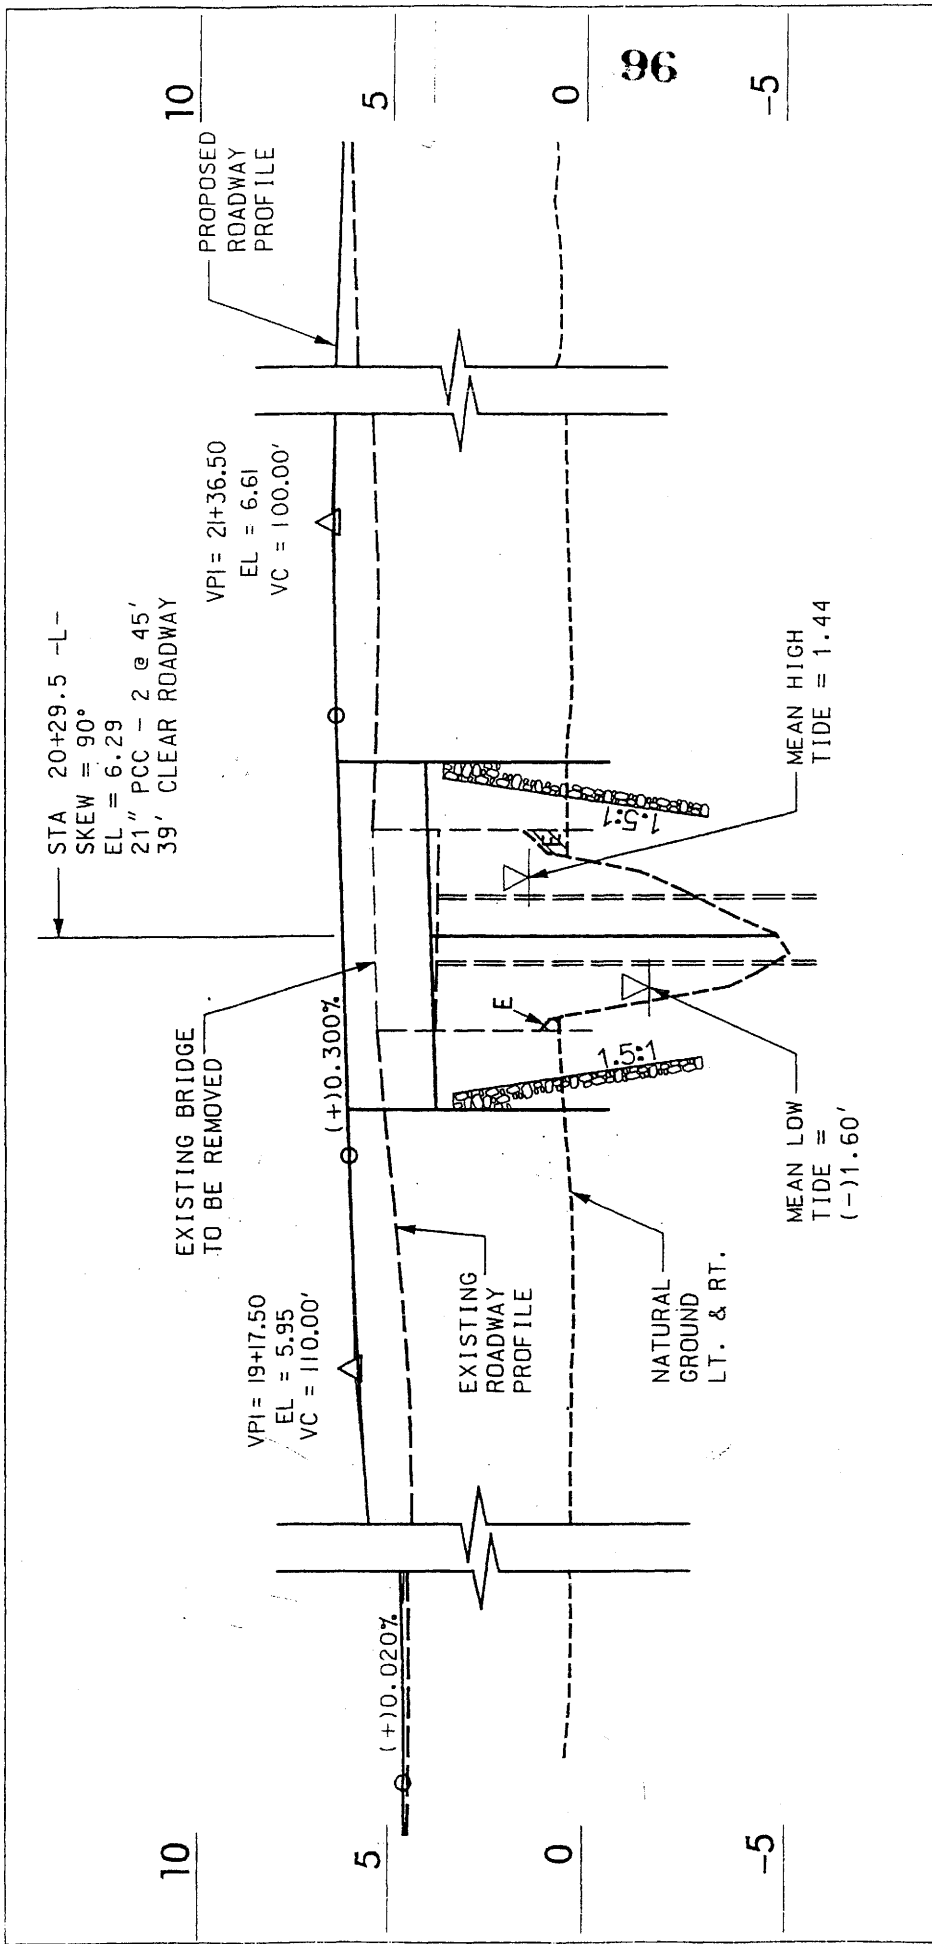 STA 20+29.5 -L-
SKEW = 90°
EL = 6.29
21" PCC - 2 @ 45'
39' CLEAR ROADWAY
10
5
0
-5
10
5
0
-5
96
PROPOSED
ROADWAY
PROFILE
VPI = 21+36.50
EL = 6.61
VC = 100.00'
EXISTING BRIDGE
TO BE REMOVED
(+)0.300%
VPI = 19+17.50
EL = 5.95
VC = 110.00'
(+)0.020%
EXISTING
ROADWAY
PROFILE
NATURAL
GROUND
LT. & RT.
E
E
1.5:1
1.5:1
MEAN HIGH
TIDE = 1.44
MEAN LOW
TIDE =
(-)1.60'